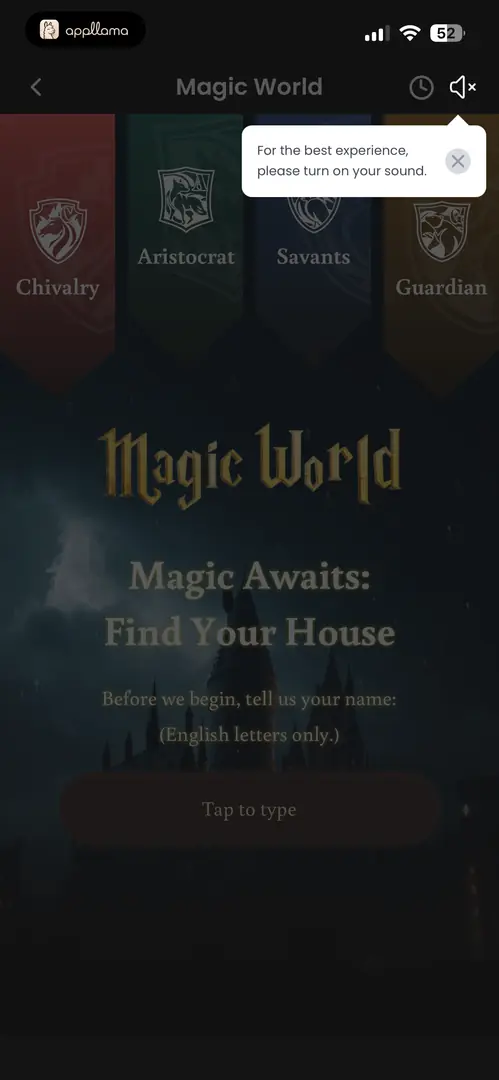 appllama
52
Magic World
For the best experience,
please turn on your sound.
Chivalry
Aristocrat
Savants
Guardian
Magic World
Magic Awaits:
Find Your House
Before we begin, tell us your name:
(English letters only.)
Tap to type